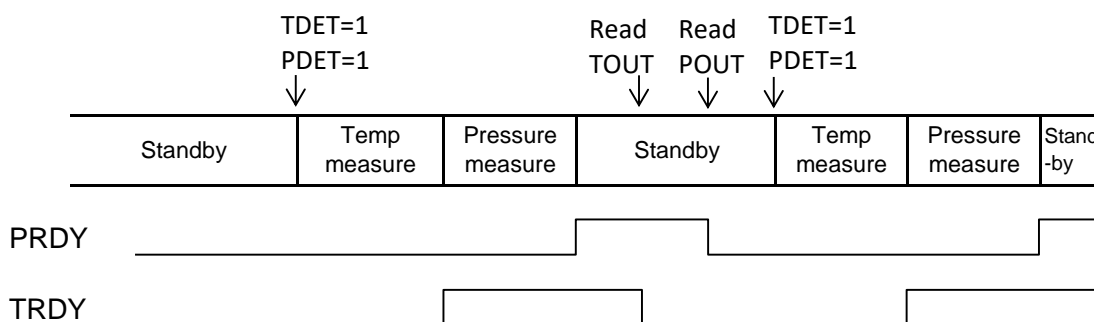 TDET=1
PDET=1
Read
TOUT
Read
POUT
TDET=1
PDET=1
Standby
Temp
measure
Pressure
measure
Standby
Temp
measure
Pressure
measure
Stand
-by
PRDY
TRDY